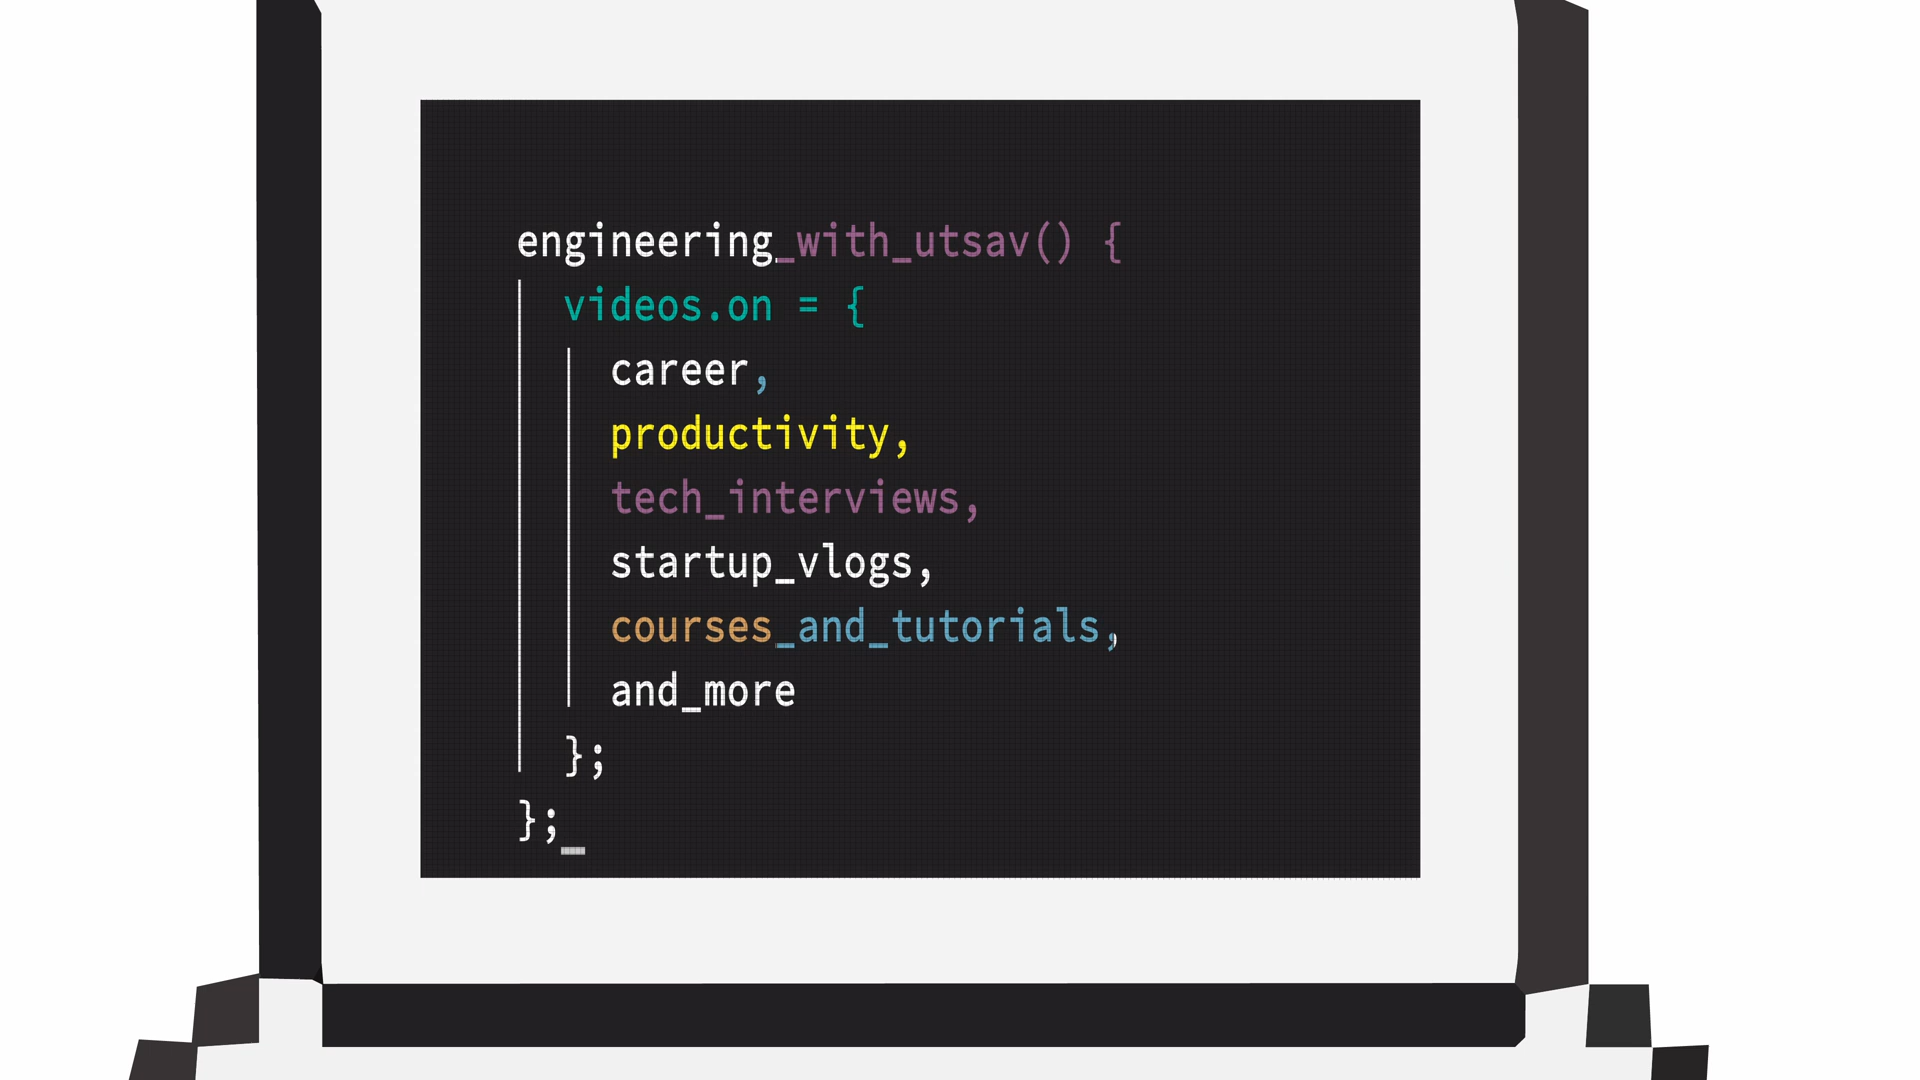 engineering_with_utsav() {
videos.on = {
career,
productivity,
tech_interviews,
startup_vlogs,
courses_and_tutorials,
and_more
};
};_